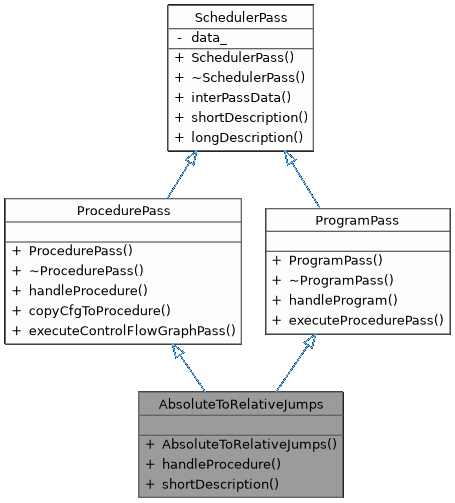 SchedulerPass
- data_
+ SchedulerPass()
+ ~SchedulerPass()
+ interPassData()
+ shortDescription()
+ longDescription()
ProcedurePass
+ ProcedurePass()
+ ~ProcedurePass()
+ handleProcedure()
+ copyCfgToProcedure()
+ executeControlFlowGraphPass()
ProgramPass
+ ProgramPass()
+ ~ProgramPass()
+ handleProgram()
+ executeProcedurePass()
AbsoluteToRelativeJumps
+ AbsoluteToRelativeJumps()
+ handleProcedure()
+ shortDescription()